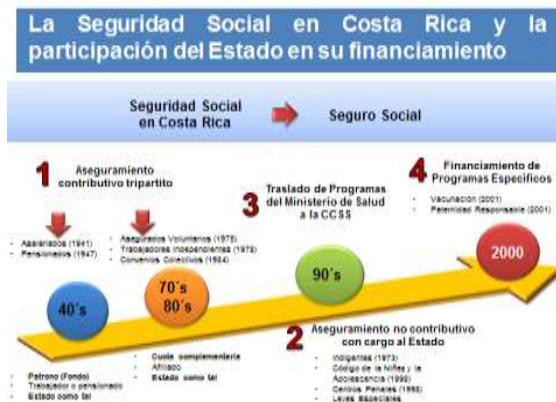 La Seguridad Social en Costa Rica y la
participación del Estado en su financiamiento
Seguridad Social
en Costa Rica
Seguro Social
1
Aseguramiento
contributivo tripartito
• Asalariados (1941)
• Pensionados (1947)
• Asegurados Voluntarios (1975)
• Trabajadores Independientes (1978)
• Convenios Colectivos (1984)
3
Traslado de Programas
del Ministerio de Salud
a la CCSS
4
Financiamiento de
Programas Específicos
• Vacunación (2001)
• Paternidad Responsable (2001)
40´s
70´s
80´s
90´s
2000
• Patrono (Fondo)
• Trabajador o pensionado
• Estado como tal
• Cuota complementaria
• Afiliado
• Estado como tal
2
Aseguramiento no contributivo
con cargo al Estado
• Indigentes (1973)
• Código de la Niñez y la
Adolescencia (1998)
• Centros Penales (1998)
• Leyes Especiales